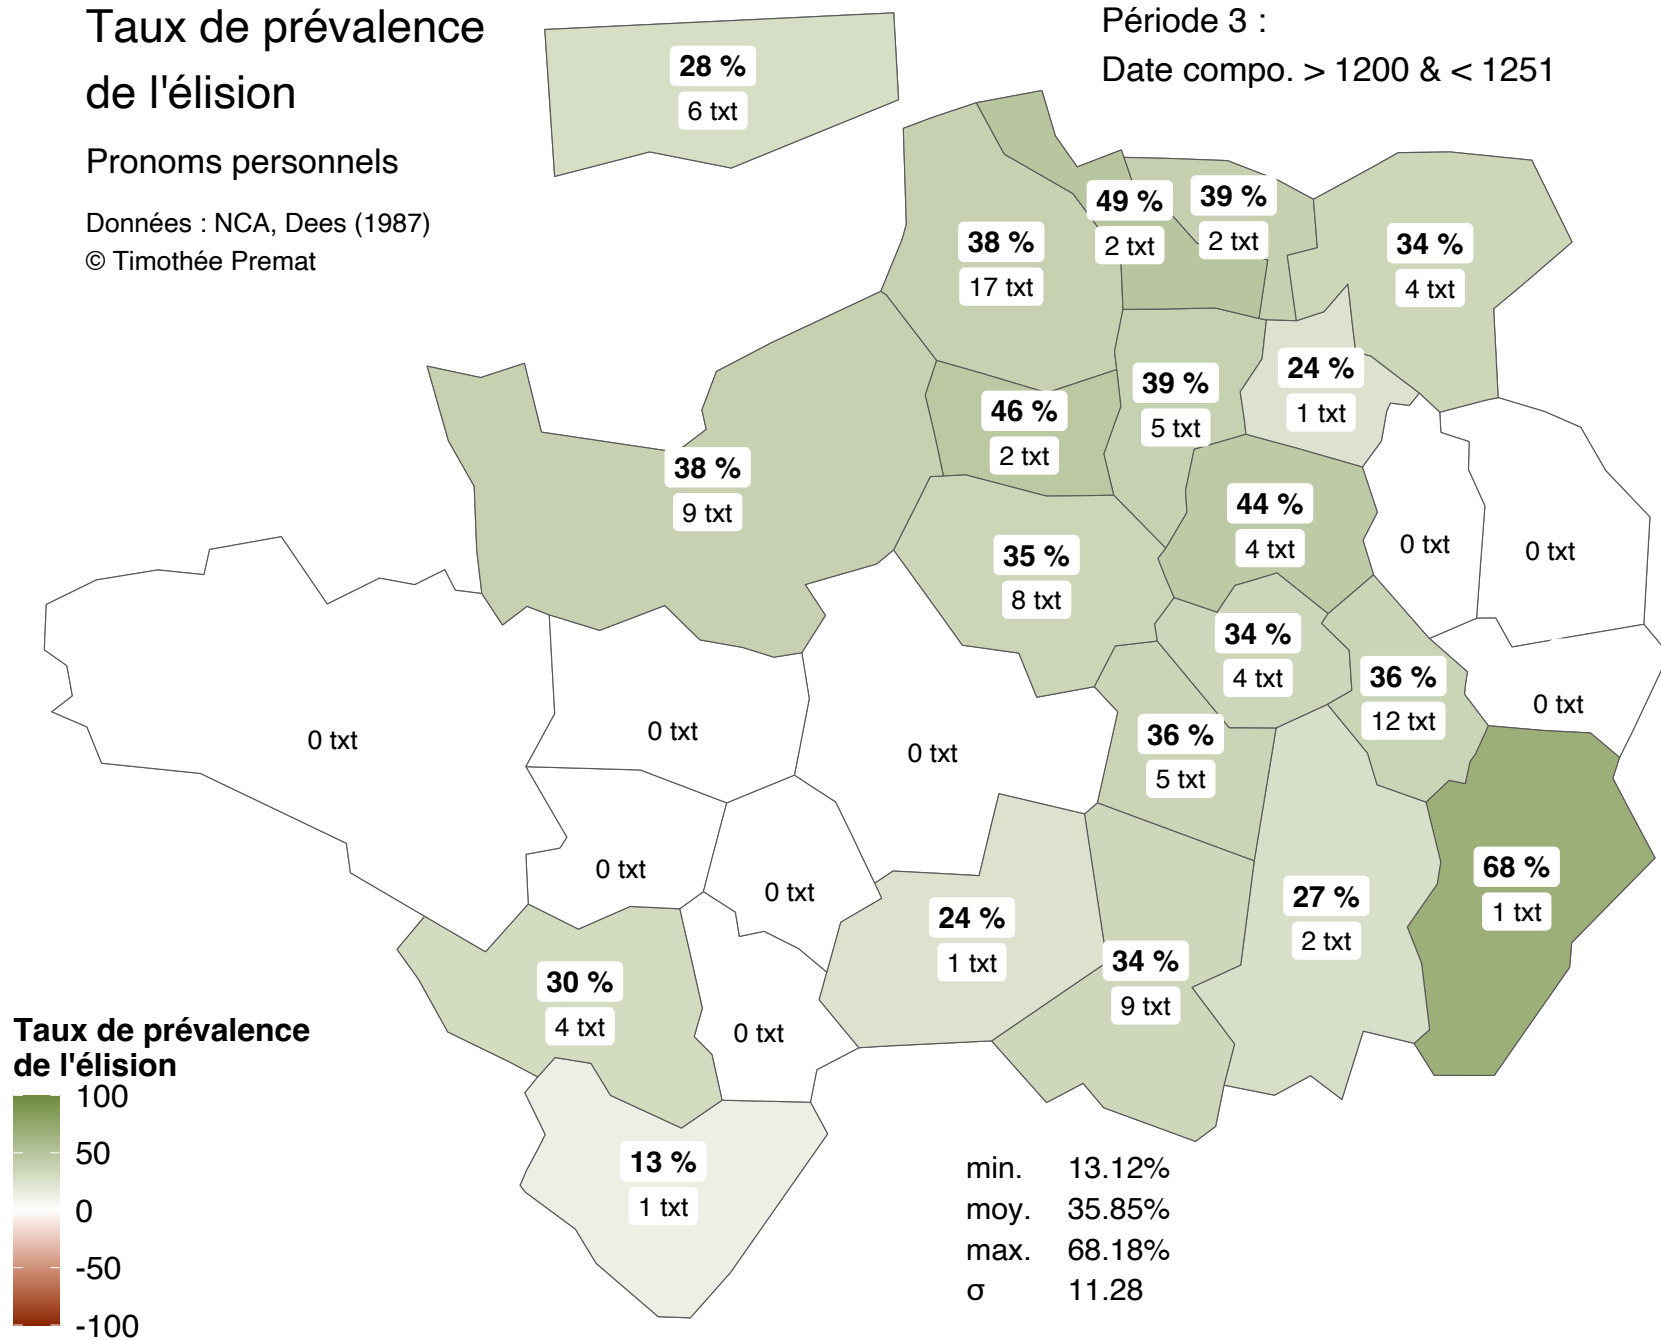 Taux de prévalence
de l'élision
Pronoms personnels
Données : NCA, Dees (1987)
© Timothée Premat
Période 3 :
Date compo. > 1200 & < 1251
28 %
6 txt
49 %
2 txt
39 %
2 txt
38 %
17 txt
34 %
4 txt
24 %
1 txt
39 %
5 txt
46 %
2 txt
38 %
9 txt
44 %
4 txt
0 txt
0 txt
35 %
8 txt
34 %
4 txt
36 %
12 txt
0 txt
0 txt
0 txt
0 txt
36 %
5 txt
0 txt
0 txt
68 %
1 txt
27 %
2 txt
24 %
1 txt
34 %
9 txt
30 %
4 txt
0 txt
13 %
1 txt
Taux de prévalence
de l'élision
100
50
0
-50
-100
min. 13.12%
moy. 35.85%
max. 68.18%
σ 11.28